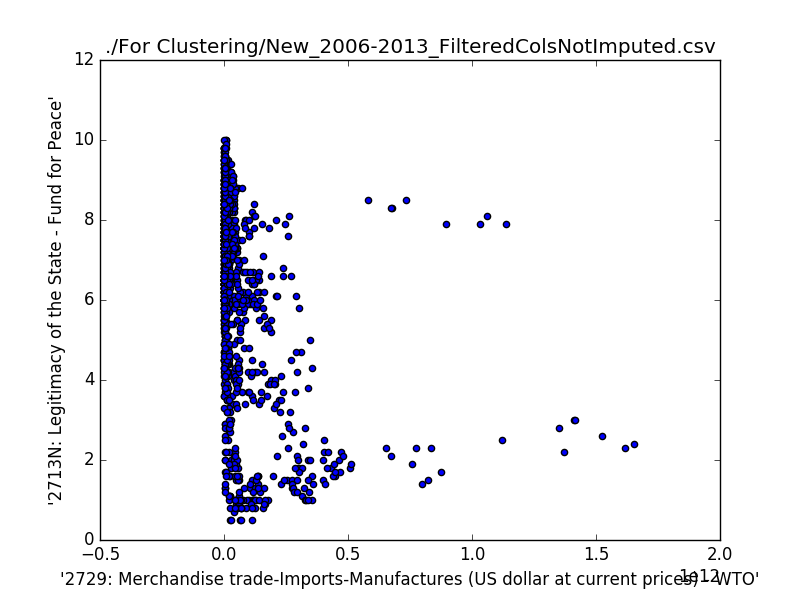 ./For Clustering/New_2006-2013_FilteredColsNotImputed.csv
12
10
8
6
4
2
0
'2713N: Legitimacy of the State - Fund for Peace'
−0.5 0.0 0.5 1.0 1.5 2.0
1e12
'2729: Merchandise trade-Imports-Manufactures (US dollar at current prices) - WTO'